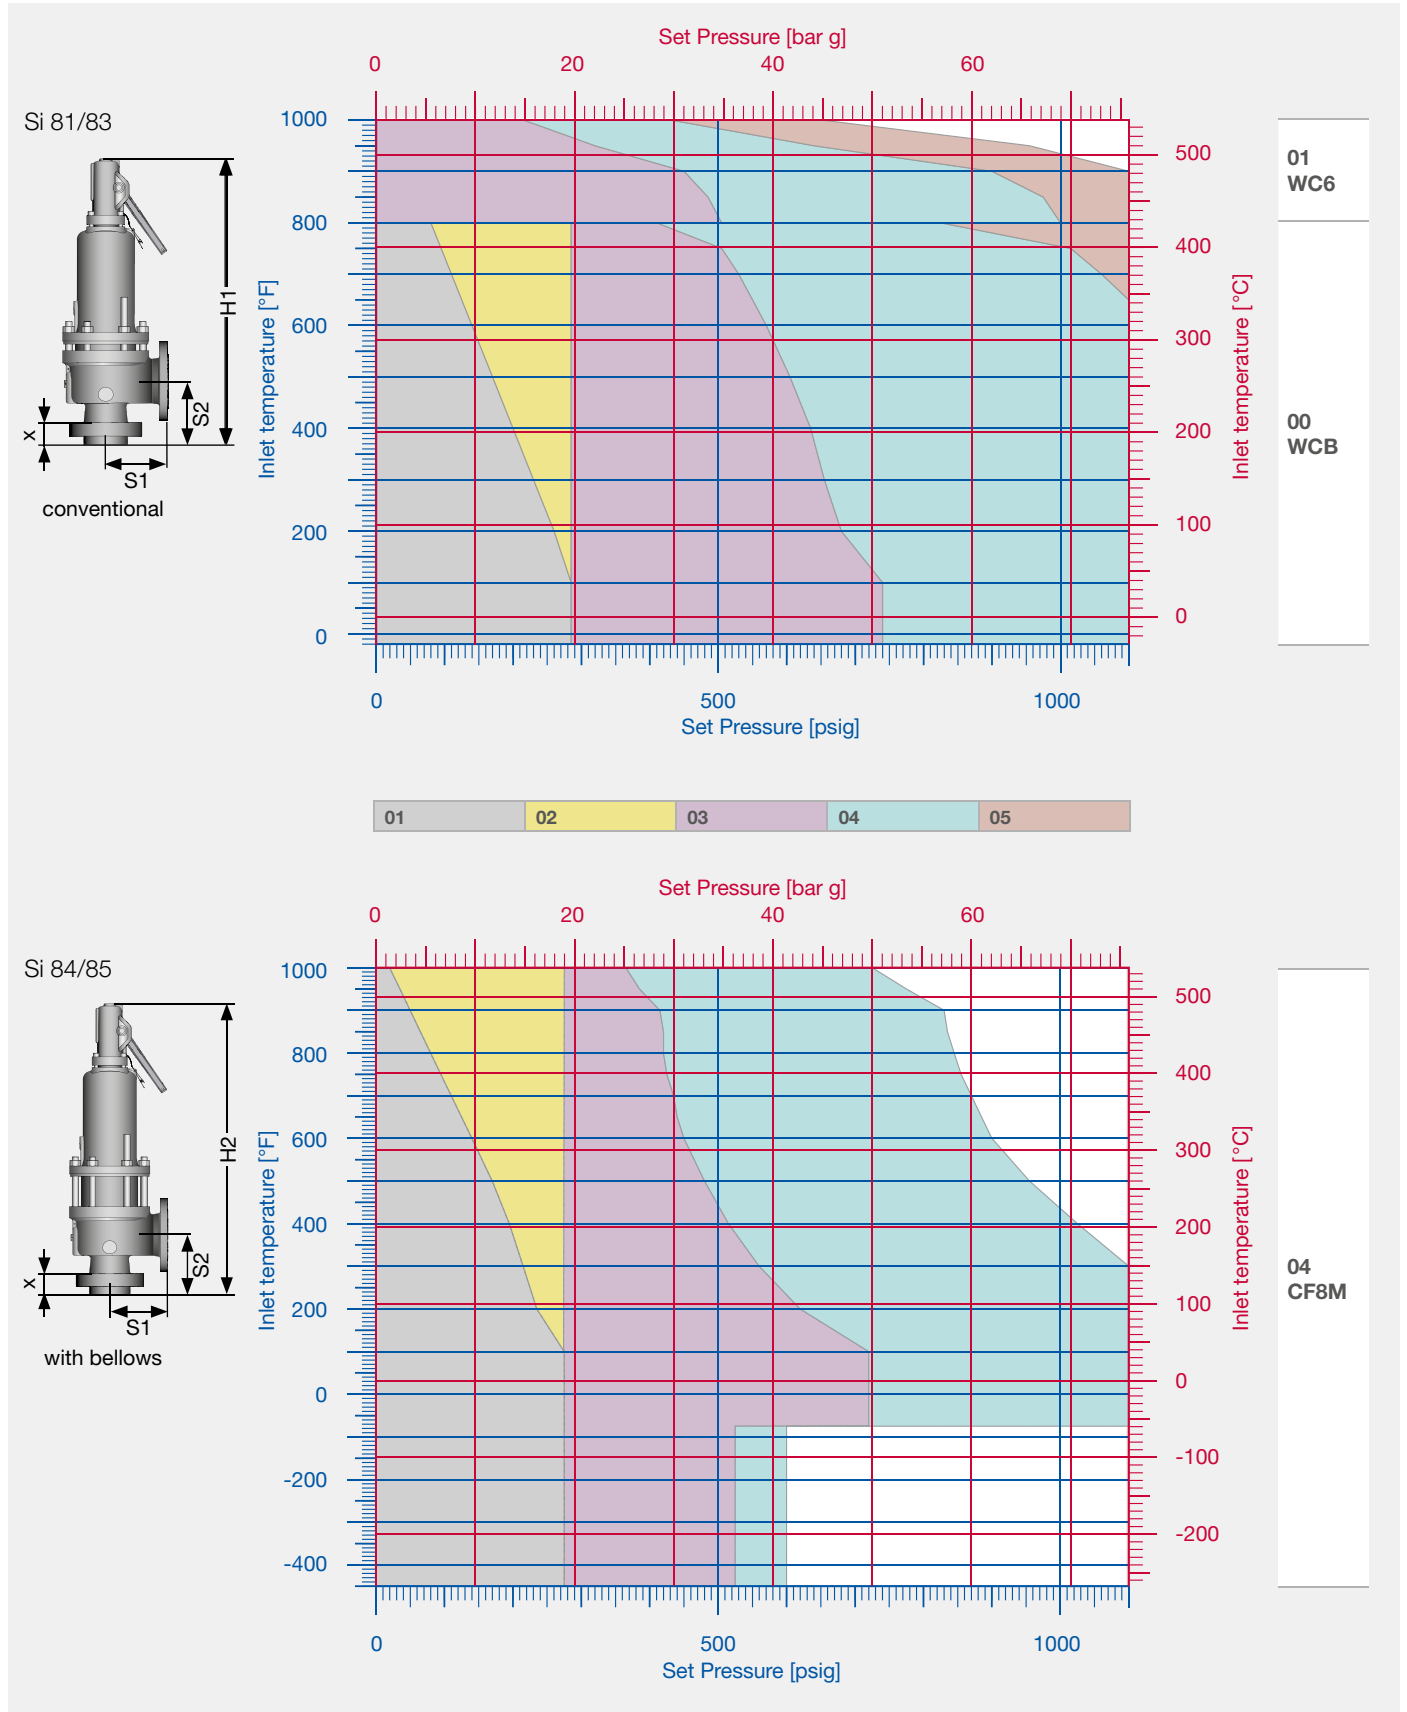 Set Pressure [bar g]
0 20 40 60
Si 81/83
1000
800
600
400
200
0
Inlet temperature [°F]
500
400
300
200
100
0
Inlet temperature [°C]
01
WC6
00
WCB
H1
S2
x
S1
conventional
0 500 1000
Set Pressure [psig]
01 02 03 04 05
Set Pressure [bar g]
0 20 40 60
Si 84/85
1000
800
600
400
200
0
-200
-400
Inlet temperature [°F]
500
400
300
200
100
0
-100
-200
Inlet temperature [°C]
04
CF8M
H2
S2
x
S1
with bellows
0 500 1000
Set Pressure [psig]